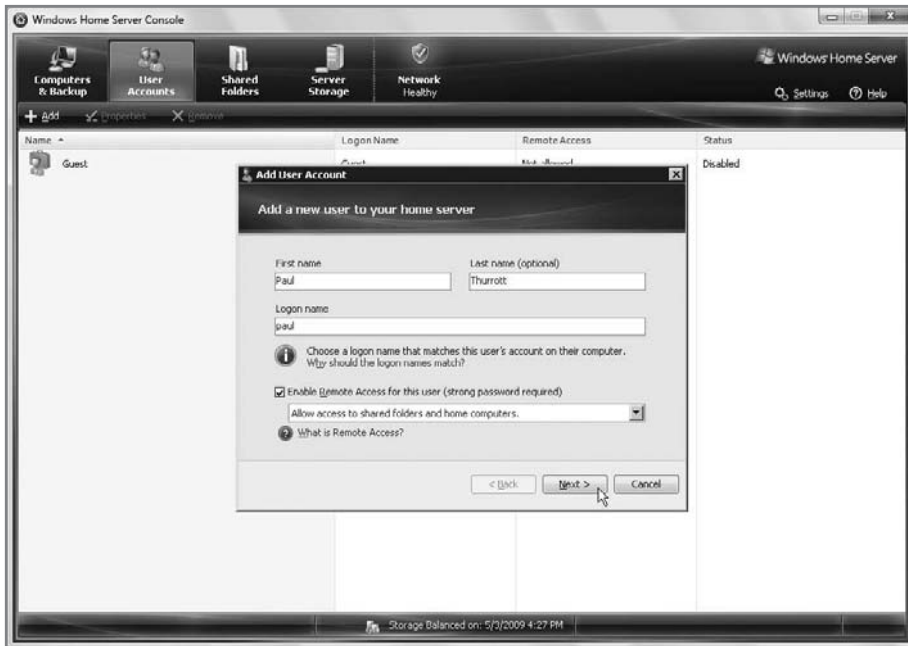 Windows Home Server Console
Computers & Backup
User Accounts
Shared Folders
Server Storage
Network Healthy
Windows Home Server
Settings Help
Add Properties Remove
Name Logon Name Remote Access Status
Guest Guest Not allowed Disabled
Add User Account
Add a new user to your home server
First name Last name (optional)
Paul Thurrott
Logon name
paul
Choose a logon name that matches this user's account on their computer.
Why should the logon names match?
Enable Remote Access for this user (strong password required)
Allow access to shared folders and home computers.
What is Remote Access?
< Back Next > Cancel
Storage Balanced on: 5/3/2009 4:27 PM